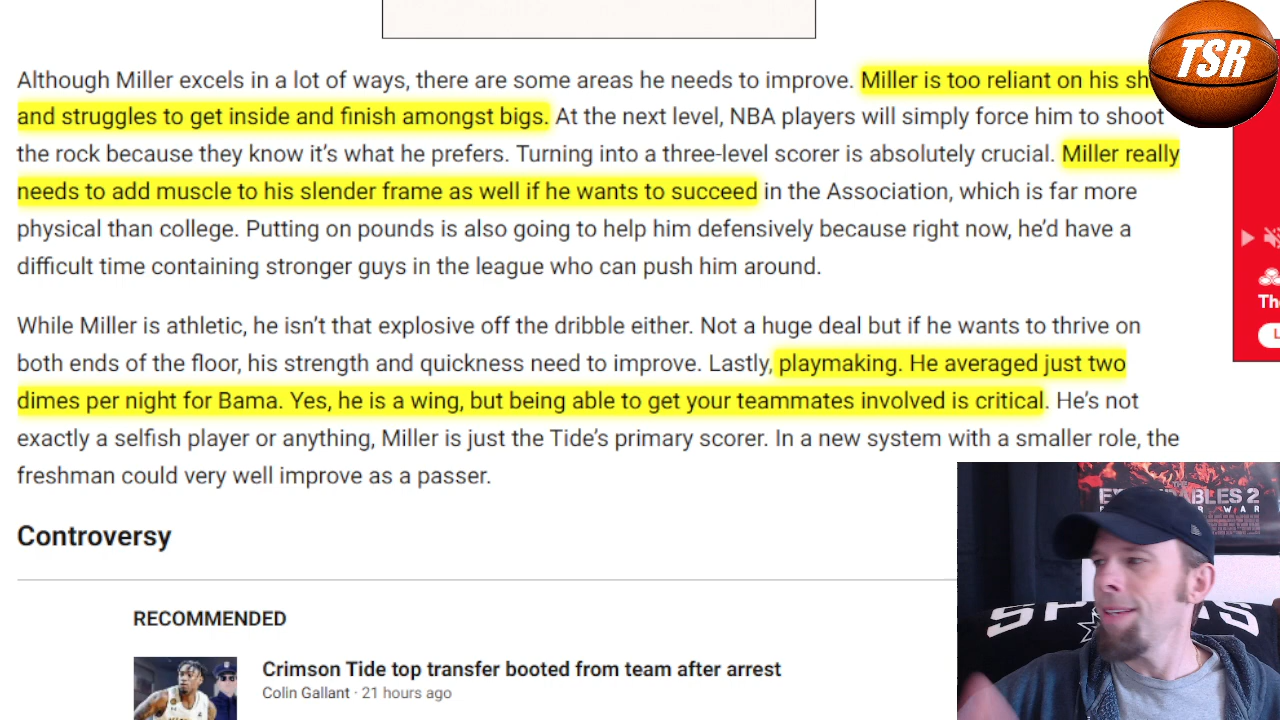 Although Miller excels in a lot of ways, there are some areas he needs to improve. Miller is too reliant on his
TSR
and struggles to get inside and finish amongst bigs. At the next level, NBA players will simply force him to shoot
the rock because they know it’s what he prefers. Turning into a three-level scorer is absolutely crucial. Miller really
needs to add muscle to his slender frame as well if he wants to succeed in the Association, which is far more
physical than college. Putting on pounds is also going to help him defensively because right now, he’d have a
difficult time containing stronger guys in the league who can push him around.
While Miller is athletic, he isn’t that explosive off the dribble either. Not a huge deal but if he wants to thrive on
both ends of the floor, his strength and quickness need to improve. Lastly, playmaking. He averaged just two
dimes per night for Bama. Yes, he is a wing, but being able to get your teammates involved is critical. He’s not
exactly a selfish player or anything, Miller is just the Tide’s primary scorer. In a new system with a smaller role, the
freshman could very well improve as a passer.
Controversy
RECOMMENDED
Crimson Tide top transfer booted from team after arrest
Colin Gallant · 21 hours ago
THE
2
WAR